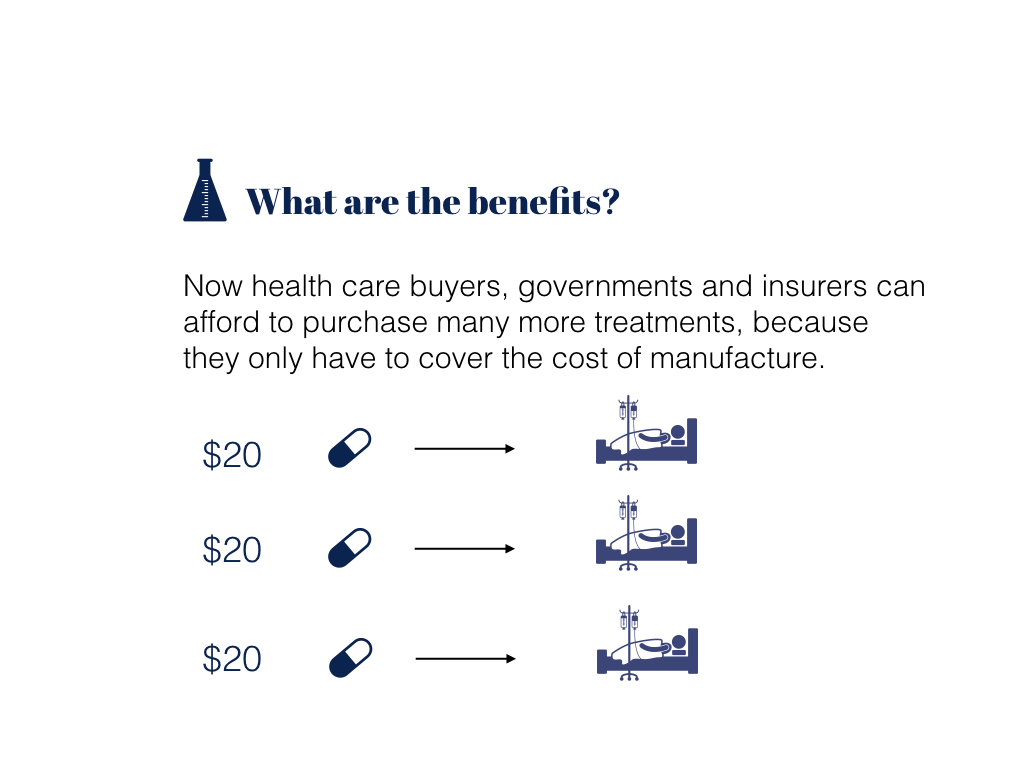 What are the benefits?
Now health care buyers, governments and insurers can
afford to purchase many more treatments, because
they only have to cover the cost of manufacture.
$20
$20
$20